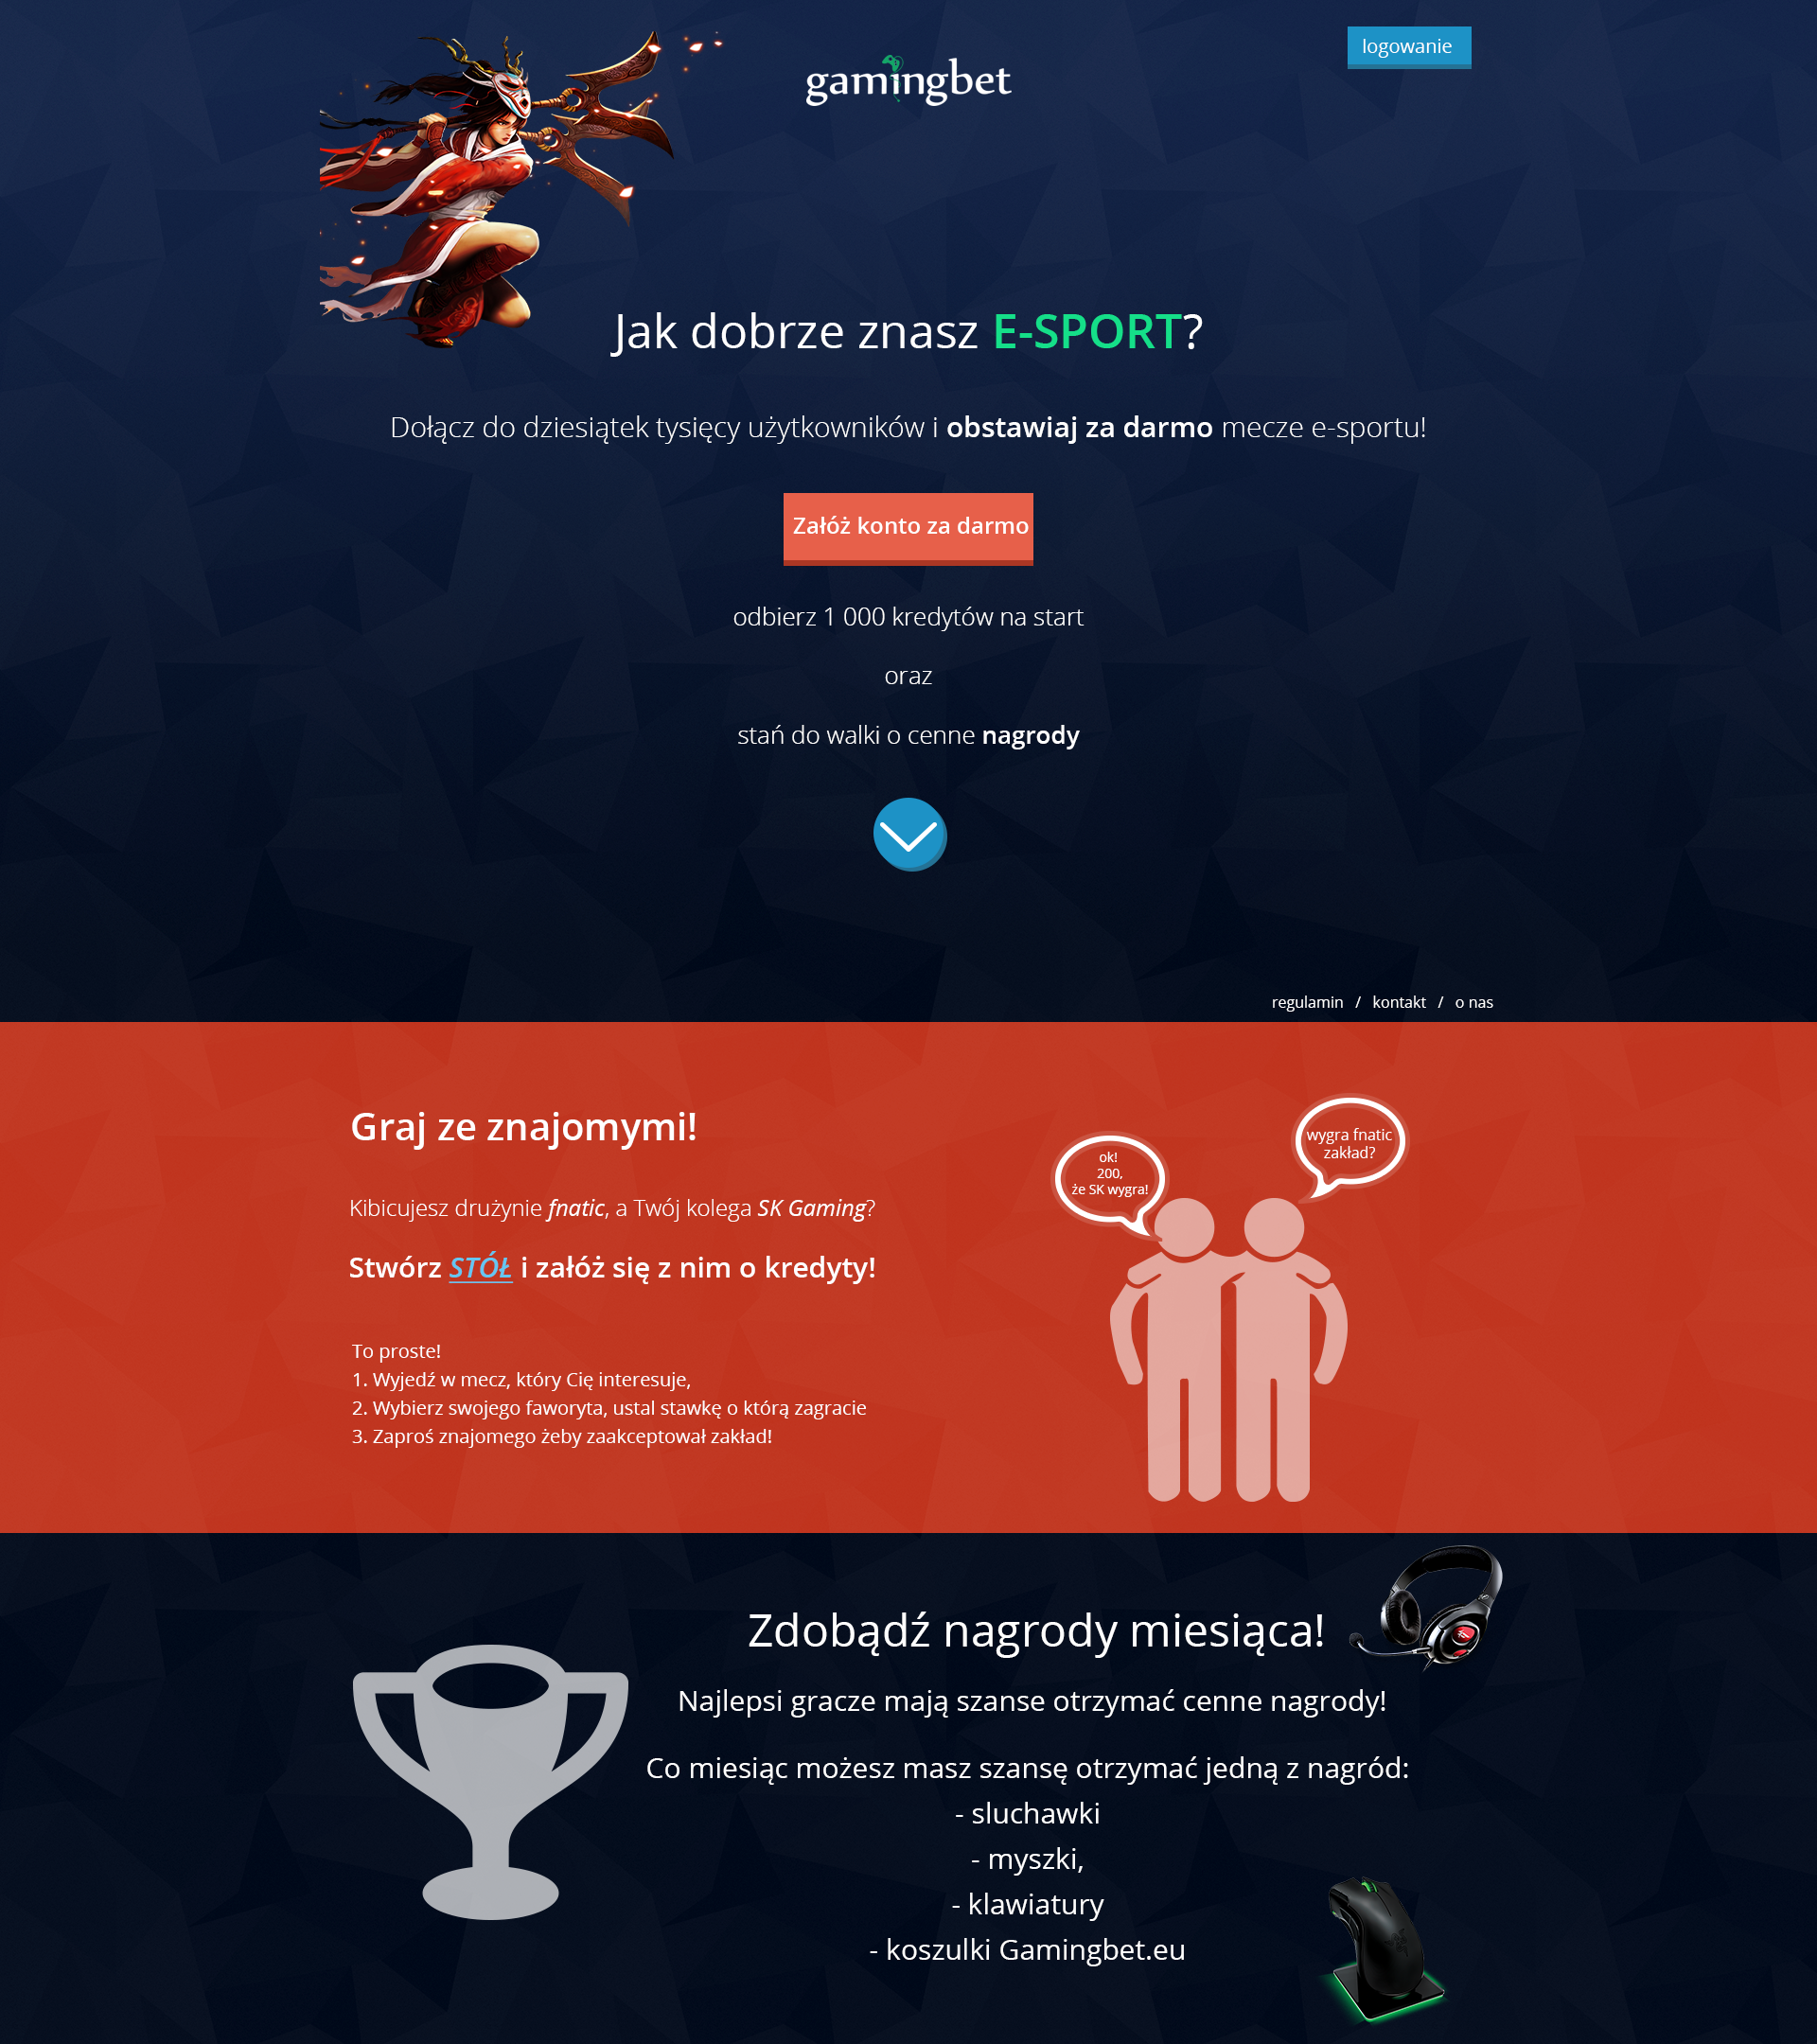 gamingbet
logowanie
Jak dobrze znasz E-SPORT?
Dołącz do dziesiątek tysięcy użytkowników i obstawiaj za darmo mecze e-sportu!
Załóż konto za darmo
odbierz 1 000 kredytów na start
oraz
stań do walki o cenne nagrody
regulamin / kontakt / o nas
Graj ze znajomymi!
Kibicujesz drużynie fnatic, a Twój kolega SK Gaming?
Stwórz STÓŁ i załóż się z nim o kredyty!
To proste!
1. Wyjedź w mecz, który Cię interesuje,
2. Wybierz swojego faworyta, ustal stawkę o którą zagracie
3. Zaproś znajomego żeby zaakceptował zakład!
wygra fnatic
zakład?
ok!
200,
że SK wygra!
Zdobądź nagrody miesiąca!
Najlepsi gracze mają szanse otrzymać cenne nagrody!
Co miesiąc możesz masz szansę otrzymać jedną z nagród:
- sluchawki
- myszki,
- klawiatury
- koszulki Gamingbet.eu